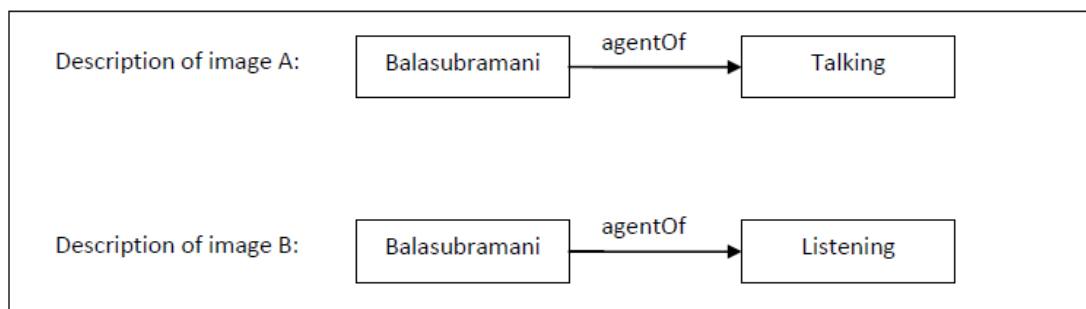 agentOf
Description of image A: Balasubramani Talking
agentOf
Description of image B: Balasubramani Listening